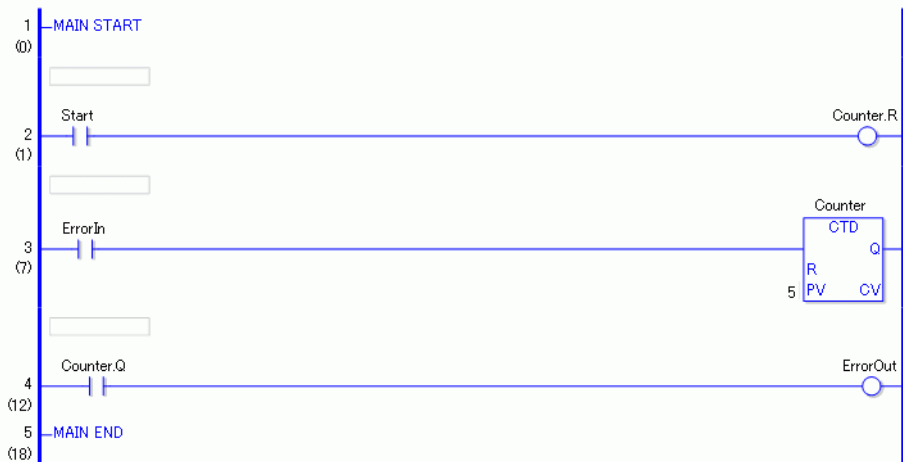 1 MAIN START
(0)
Start Counter.R
2
(1)
Counter
ErrorIn CTD
3 Q
(7)
R
5 PV CV
Counter.Q ErrorOut
4
(12)
5 MAIN END
(18)